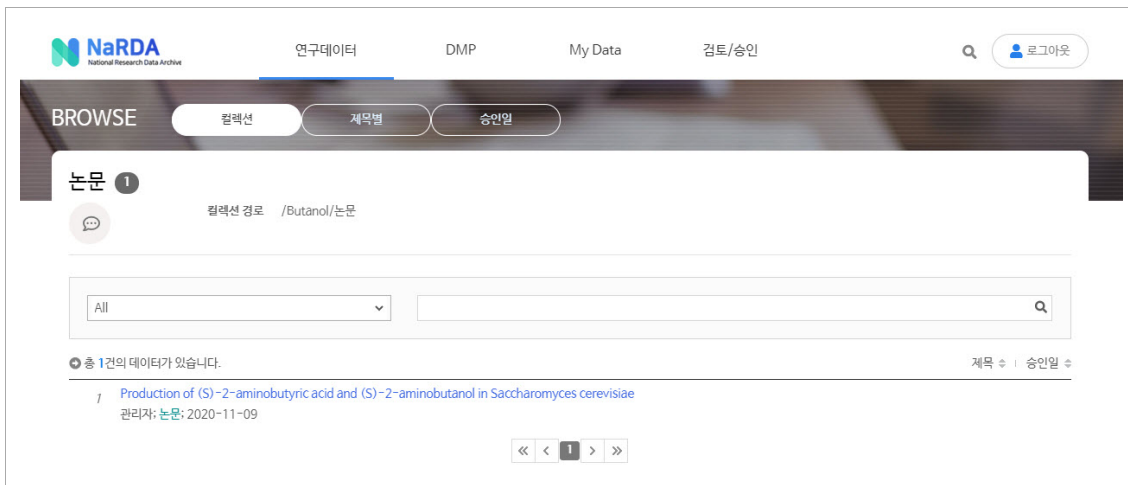 NaRDA
National Research Data Archive
연구데이터
DMP
My Data
검토/승인
로그아웃
BROWSE
컬렉션
제목별
승인일
논문 1
컬렉션 경로 /Butanol/논문
All
총 1건의 데이터가 있습니다.
제목
승인일
1 Production of (S)-2-aminobutyric acid and (S)-2-aminobutanol in Saccharomyces cerevisiae
관리자; 논문; 2020-11-09
« < 1 > »